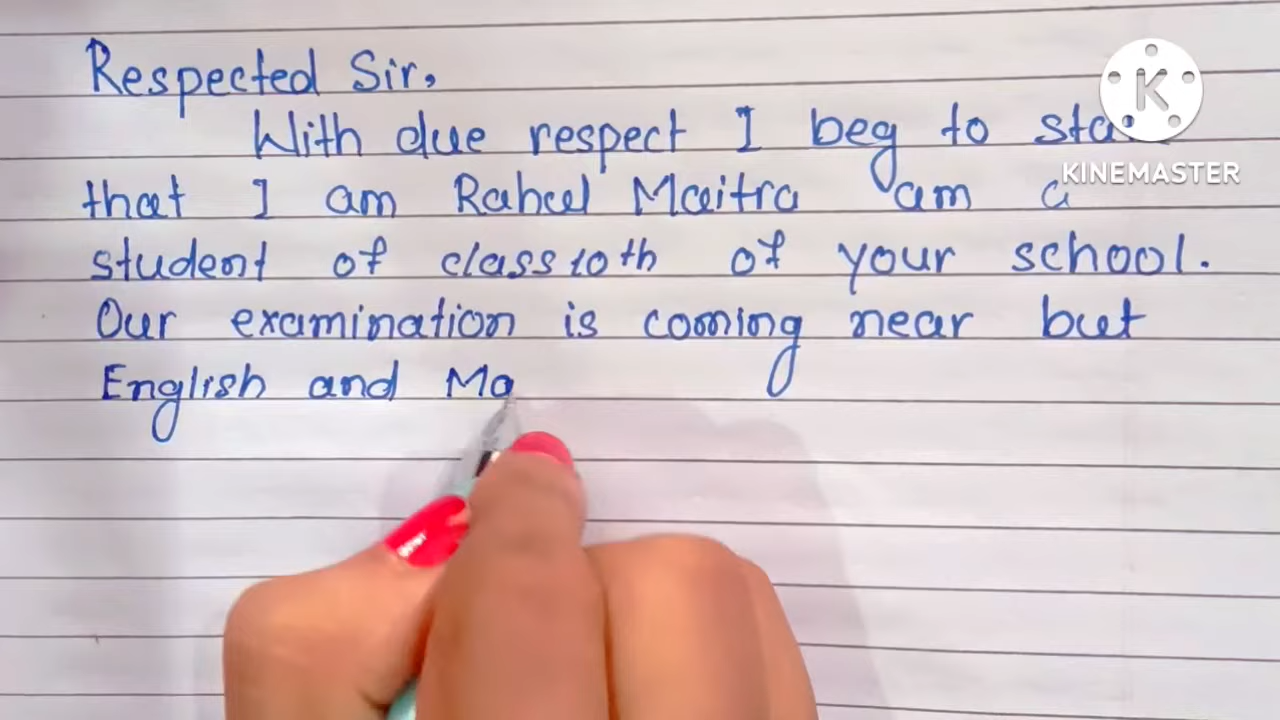 Respected Sir,
With due respect I beg to sta
that I am Rahul Maitra am a
student of class 10th of your school.
Our examination is coming near but
English and Ma
K
KINEMASTER